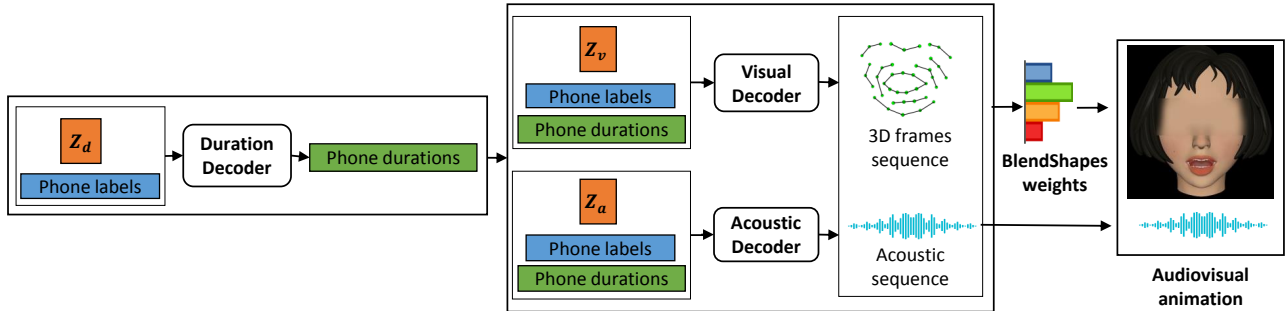 Z_d
Phone labels
Duration
Decoder
Phone durations
Z_v
Phone labels
Phone durations
Visual
Decoder
3D frames
sequence
Z_a
Phone labels
Phone durations
Acoustic
Decoder
Acoustic
sequence
BlendShapes
weights
Audiovisual
animation